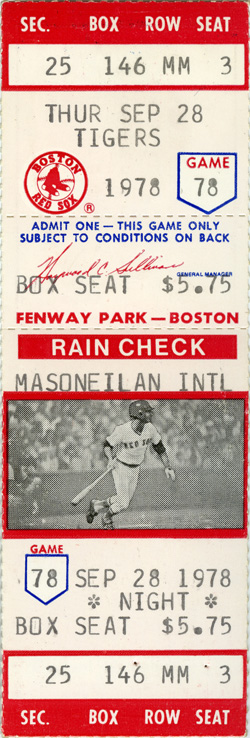 SEC. BOX ROW SEAT
25 146 MM 3
THUR SEP 28
TIGERS
BOSTON
RED SOX
®
GAME
1978 78
ADMIT ONE — THIS GAME ONLY
SUBJECT TO CONDITIONS ON BACK
Haywood C. Sullivan
GENERAL MANAGER
BOX SEAT $5.75
FENWAY PARK — BOSTON
RAIN CHECK
MASONEILAN INTL
RED SOX
GAME
78 SEP 28 1978
* NIGHT *
BOX SEAT $5.75
25 146 MM 3
SEC. BOX ROW SEAT